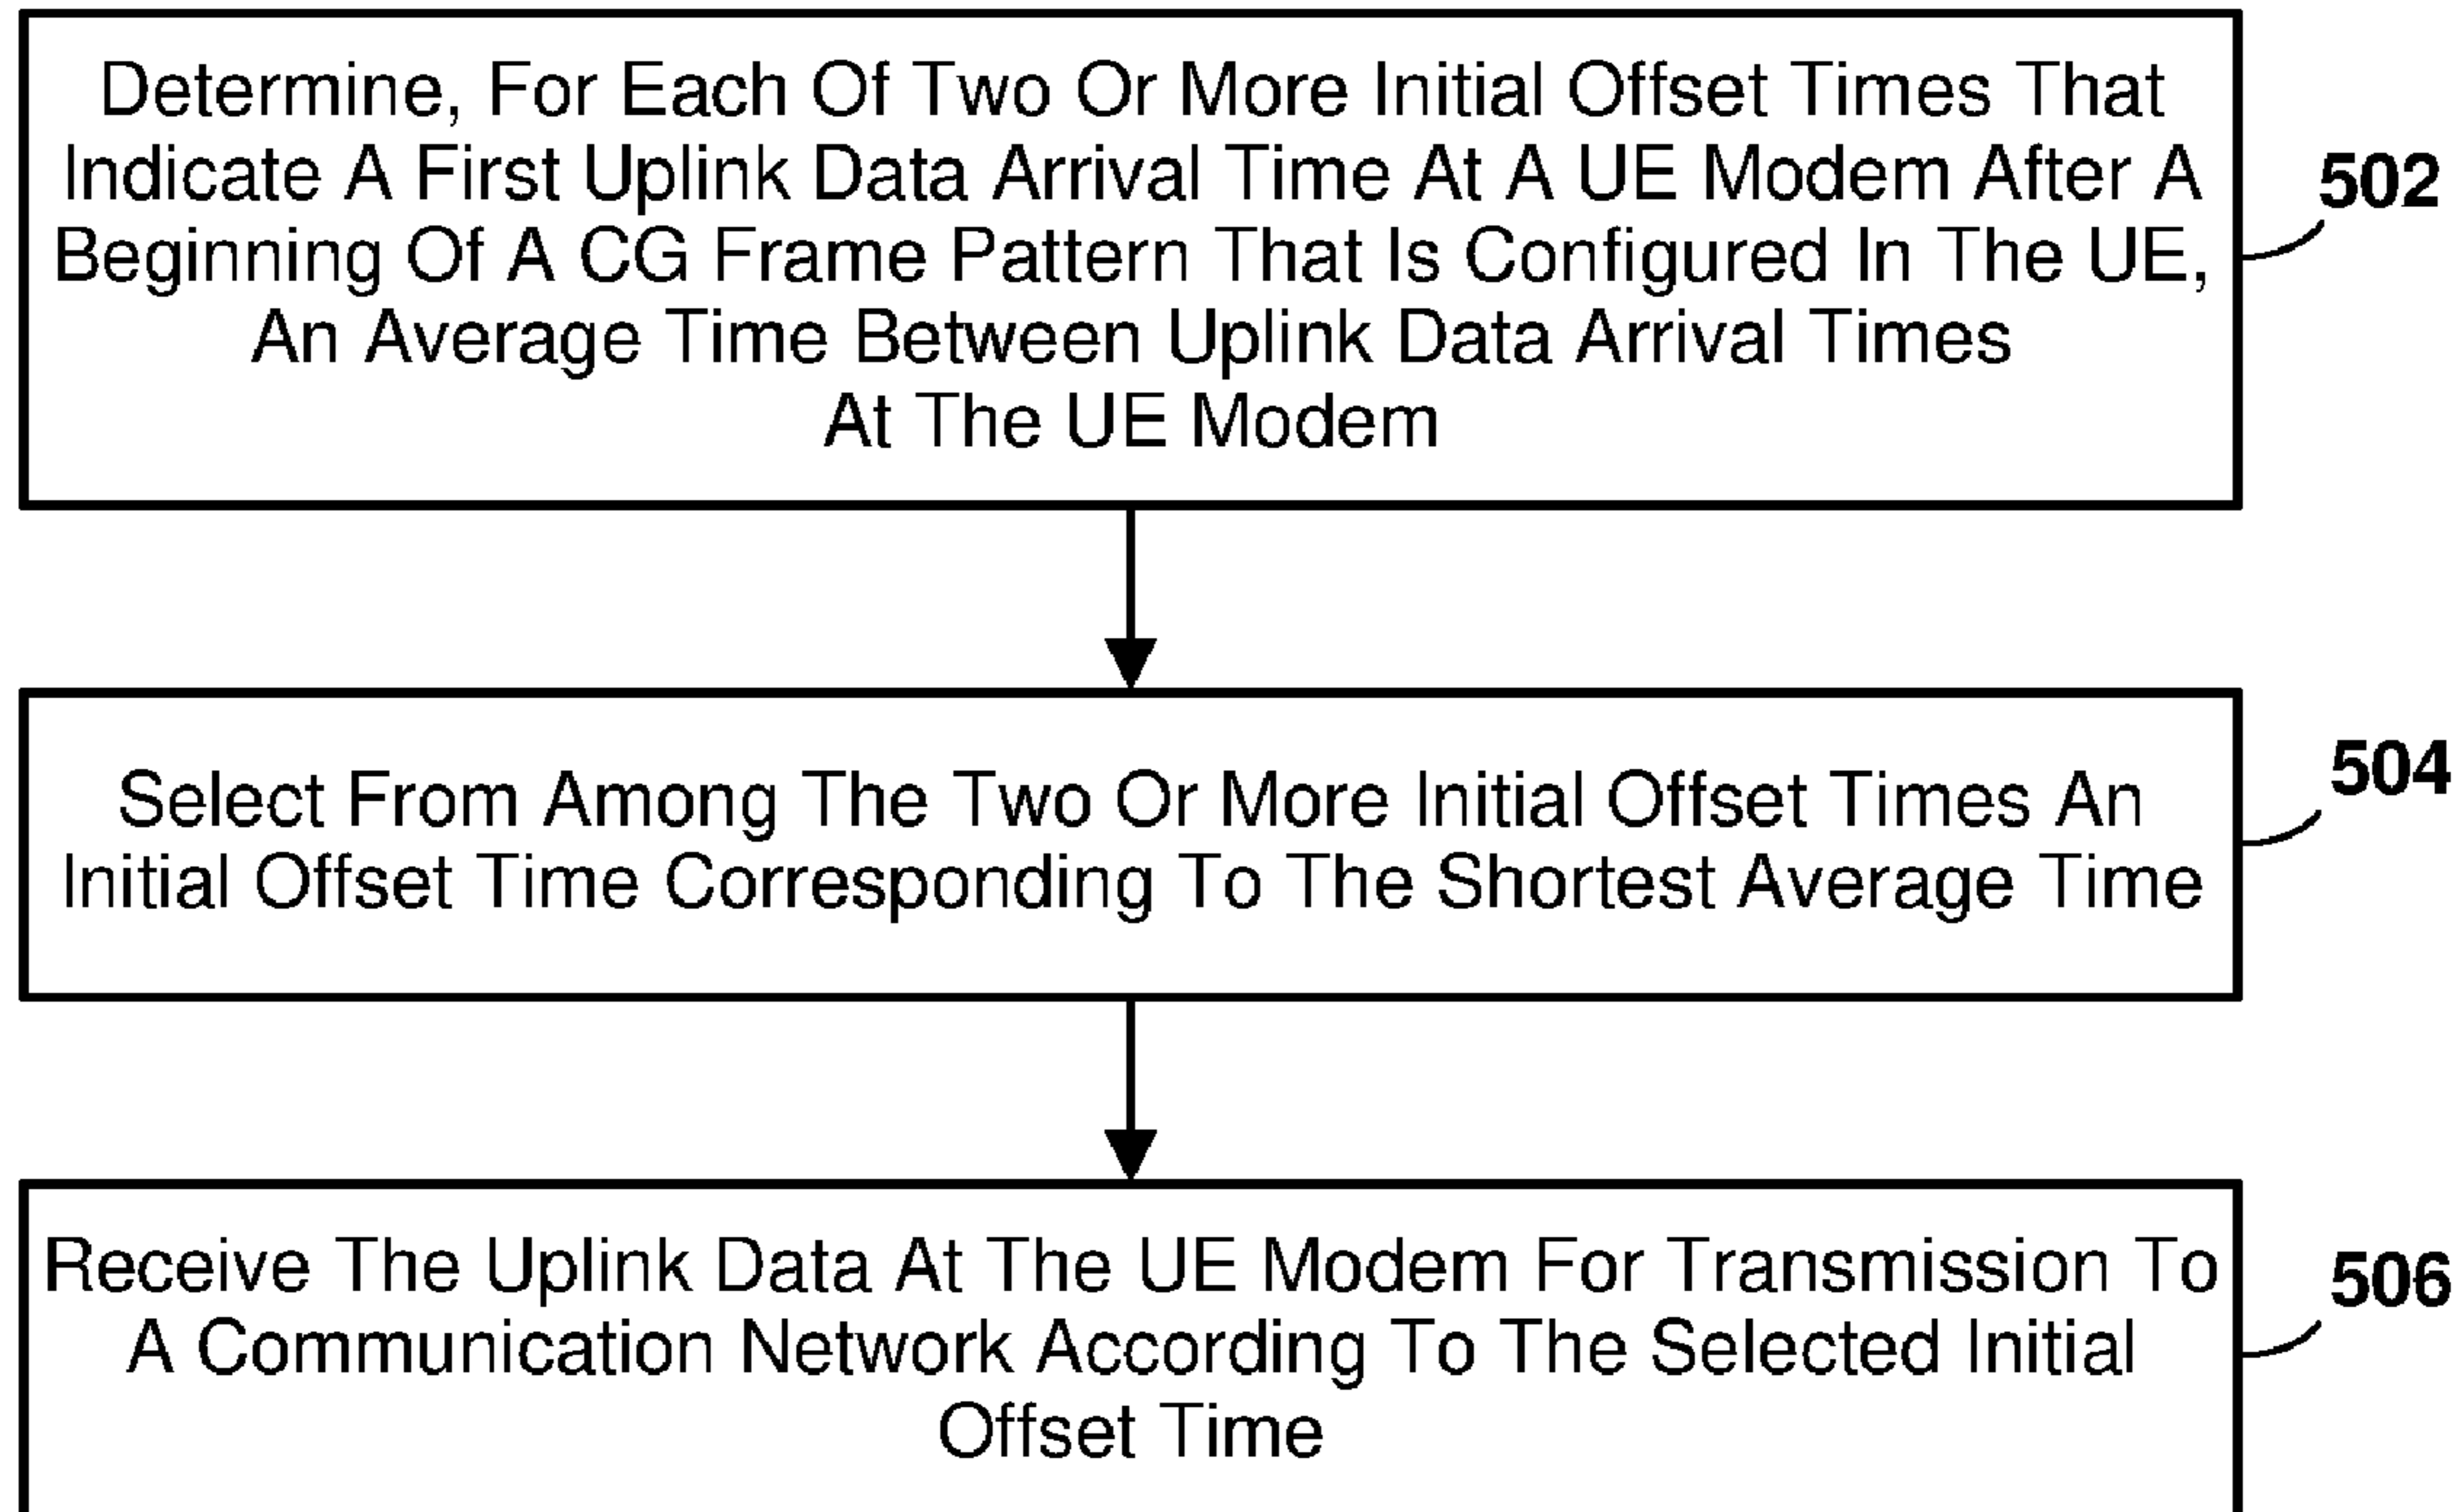 Determine, For Each Of Two Or More Initial Offset Times That
Indicate A First Uplink Data Arrival Time At A UE Modem After A
Beginning Of A CG Frame Pattern That Is Configured In The UE,
An Average Time Between Uplink Data Arrival Times
At The UE Modem
502
Select From Among The Two Or More Initial Offset Times An
Initial Offset Time Corresponding To The Shortest Average Time
504
Receive The Uplink Data At The UE Modem For Transmission To
A Communication Network According To The Selected Initial
Offset Time
506